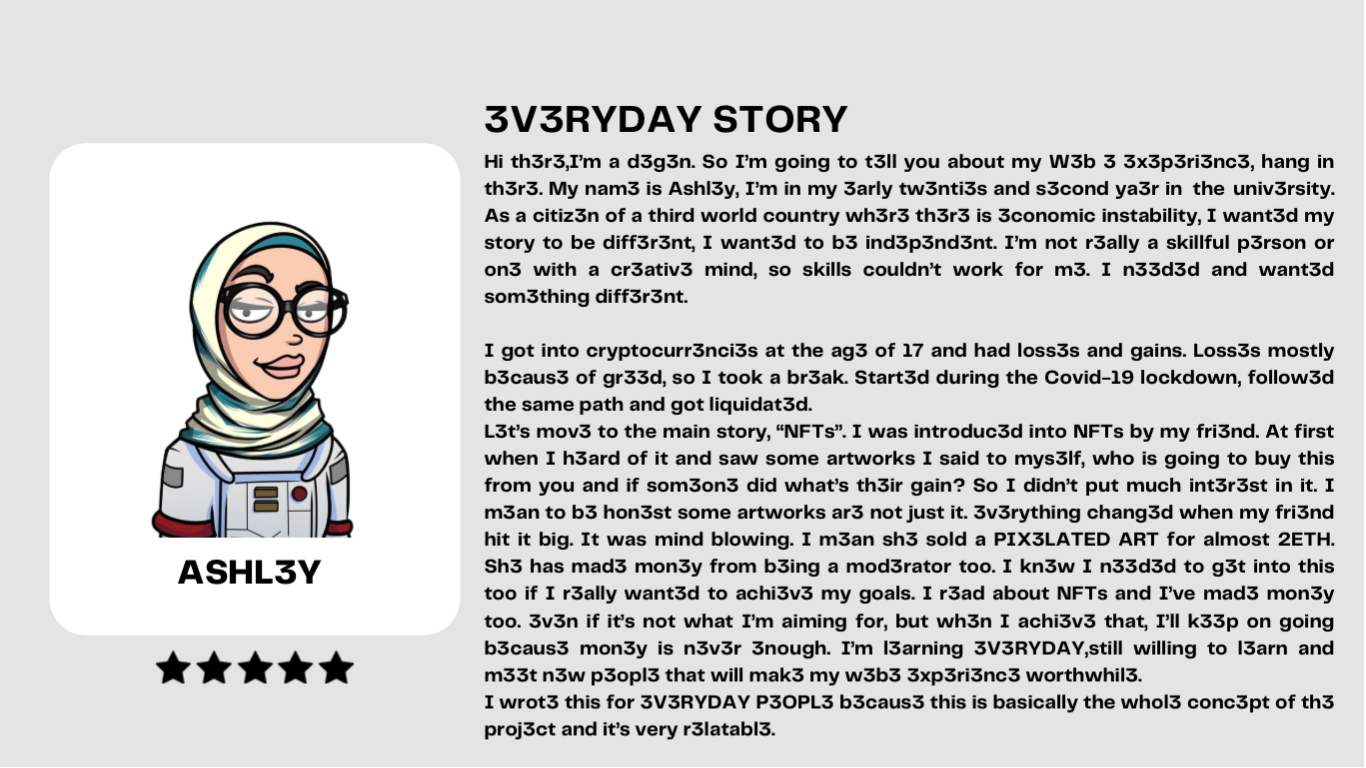 3V3RYDAY STORY
Hi th3r3,I'm a d3g3n. So I'm going to t3ll you about my W3b 3 3x3p3ri3nc3, hang in
th3r3. My nam3 is Ashl3y, I'm in my 3arly tw3nti3s and s3cond ya3r in the univ3rsity.
As a citiz3n of a third world country wh3r3 th3r3 is 3conomic instability, I want3d my
story to be diff3r3nt, I want3d to b3 ind3p3nd3nt. I'm not r3ally a skillful p3rson or
on3 with a cr3ativ3 mind, so skills couldn't work for m3. I n33d3d and want3d
som3thing diff3r3nt.
I got into cryptocurr3nci3s at the ag3 of 17 and had loss3s and gains. Loss3s mostly
b3caus3 of gr33d, so I took a br3ak. Start3d during the Covid-19 lockdown, follow3d
the same path and got liquidat3d.
L3t's mov3 to the main story, “NFTs”. I was introduc3d into NFTs by my fri3nd. At first
when I h3ard of it and saw some artworks I said to mys3lf, who is going to buy this
from you and if som3on3 did what's th3ir gain? So I didn't put much int3r3st in it. I
m3an to b3 hon3st some artworks ar3 not just it. 3v3rything chang3d when my fri3nd
hit it big. It was mind blowing. I m3an sh3 sold a PIX3LATED ART for almost 2ETH.
Sh3 has mad3 mon3y from b3ing a mod3rator too. I kn3w I n33d3d to g3t into this
too if I r3ally want3d to achi3v3 my goals. I r3ad about NFTs and I've mad3 mon3y
too. 3v3n if it's not what I'm aiming for, but wh3n I achi3v3 that, I'll k33p on going
b3caus3 mon3y is n3v3r 3nough. I'm l3arning 3V3RYDAY,still willing to l3arn and
m33t n3w p3opl3 that will mak3 my w3b3 3xp3ri3nc3 worthwhil3.
I wrot3 this for 3V3RYDAY P3OPL3 b3caus3 this is basically the whol3 conc3pt of th3
proj3ct and it's very r3latabl3.
ASHL3Y